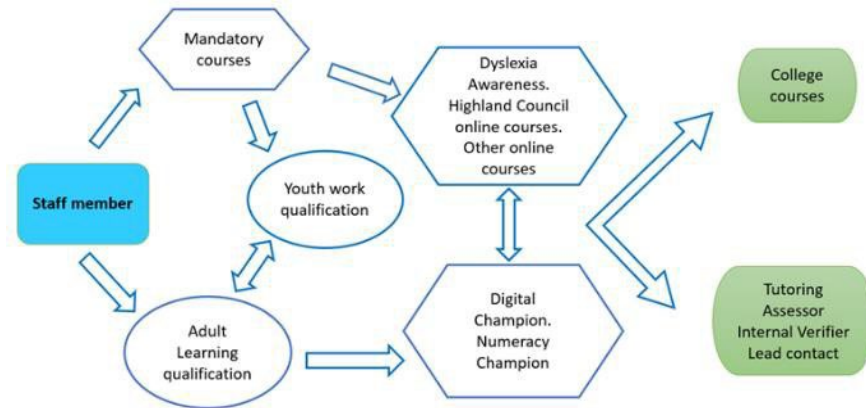 Mandatory
courses
Dyslexia
Awareness.
Highland Council
online courses.
Other online
courses
College
courses
Staff member
Youth work
qualification
Adult
Learning
qualification
Digital
Champion.
Numeracy
Champion
Tutoring
Assessor
Internal Verifier
Lead contact